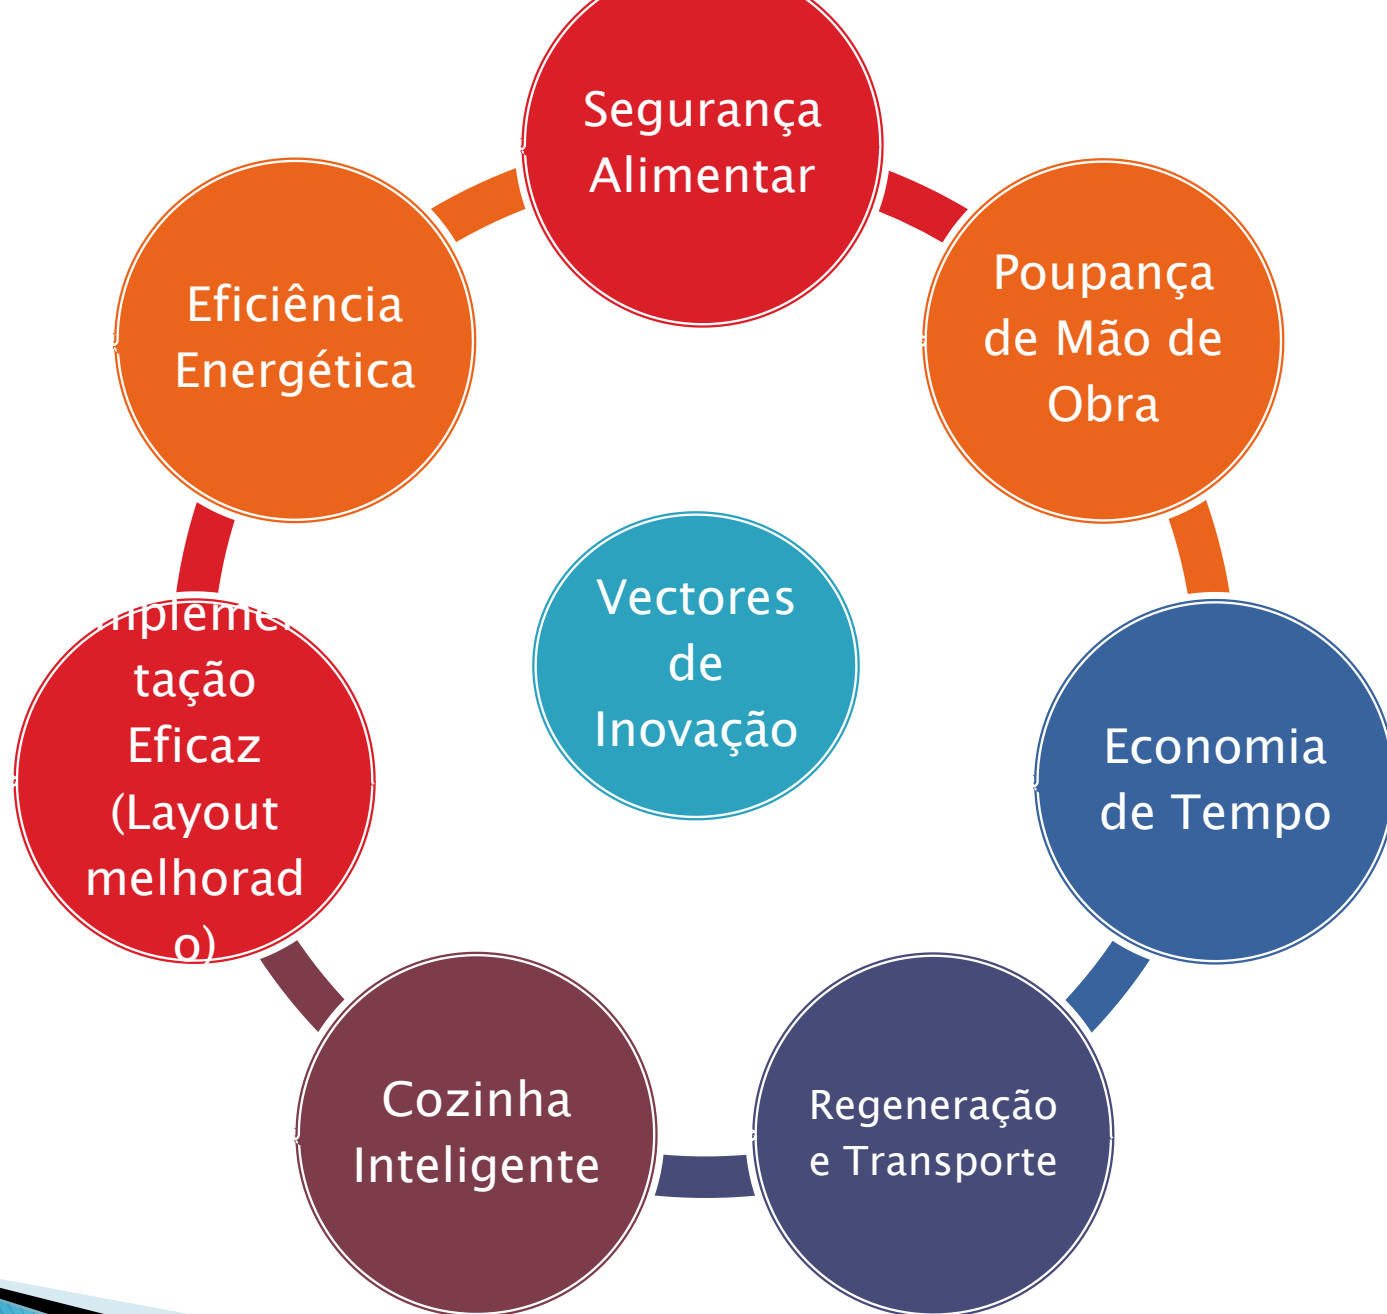 Segurança
Alimentar
Poupança
de Mão de
Obra
Economia
de Tempo
Regeneração
e Transporte
Cozinha
Inteligente
mplemen
tação
Eficaz
(Layout
melhorad
o)
Eficiência
Energética
Vectores
de
Inovação